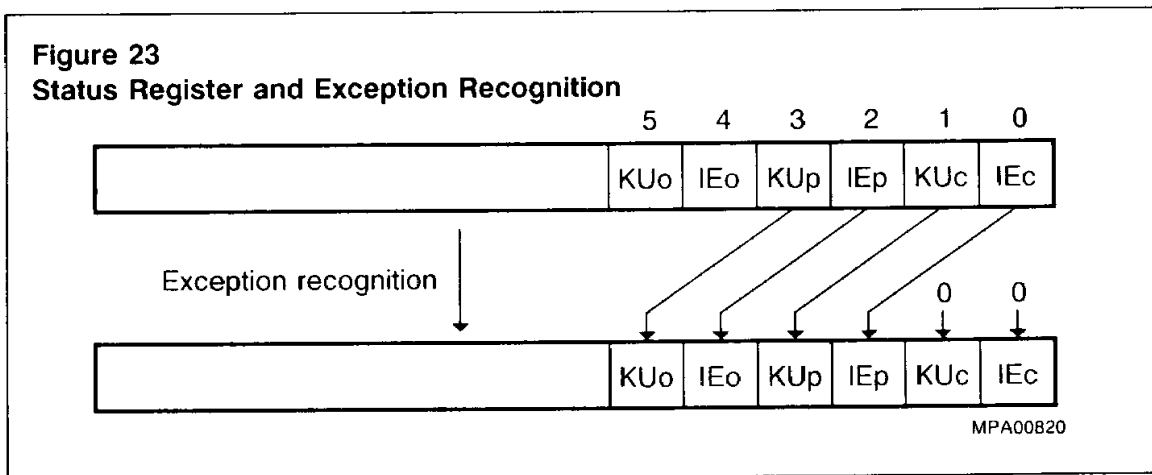 Figure 23
Status Register and Exception Recognition
5 4 3 2 1 0
KUo IEo KUp IEp KUc IEc
Exception recognition
0 0
KUo IEo KUp IEp KUc IEc
MPA00820